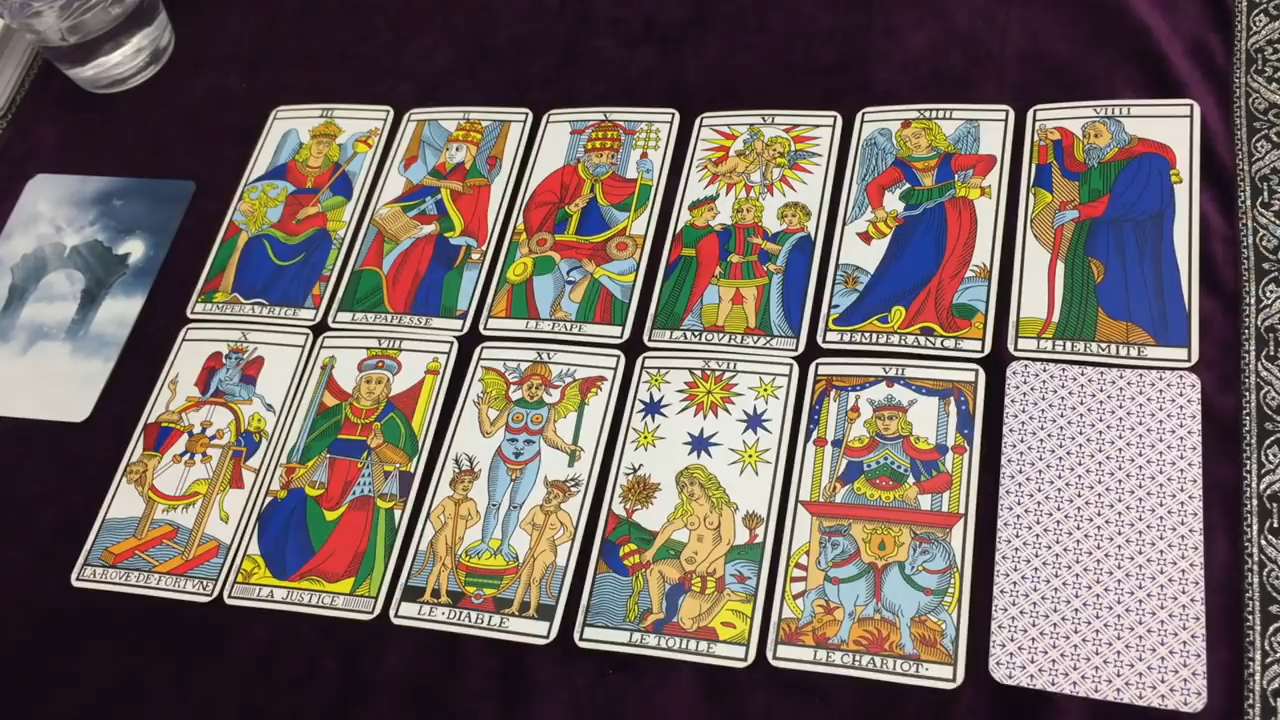 III
L'IMPERATRICE
II
LA·PAPESSE
V
LE·PAPE
VI
LAMOVREVX
XIIII
TEMPERANCE
VIIII
L'HERMITE
X
LA·ROVE·DE·FORTVNE
VIII
LA JUSTICE
XV
LE·DIABLE
XVII
LE TOILLE
VII
LE CHARIOT·